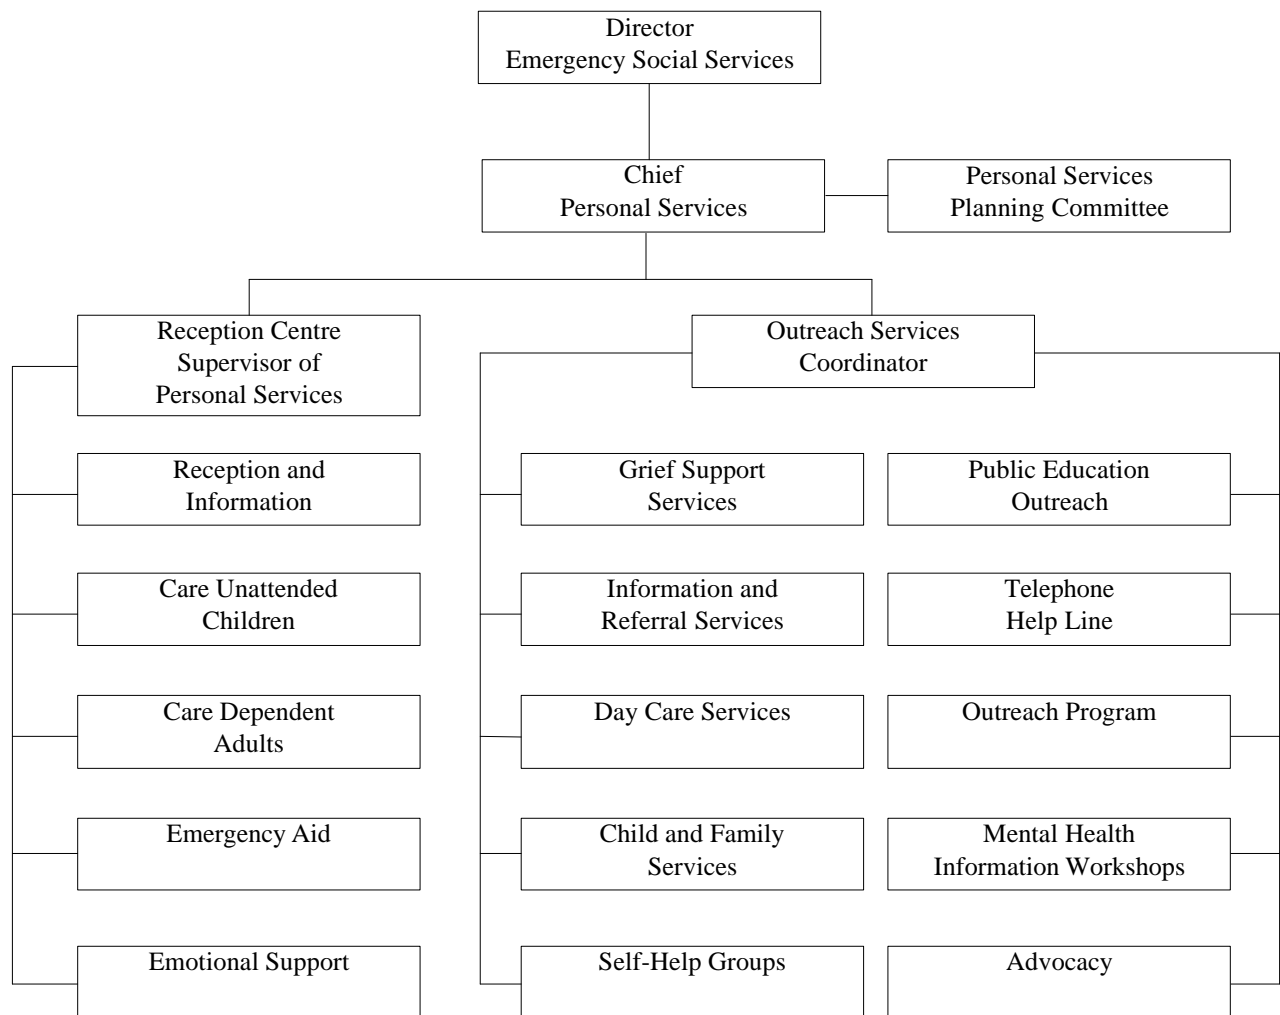 Director
Emergency Social Services
Chief
Personal Services
Personal Services
Planning Committee
Reception Centre
Supervisor of
Personal Services
Outreach Services
Coordinator
Reception and
Information
Grief Support
Services
Public Education
Outreach
Care Unattended
Children
Information and
Referral Services
Telephone
Help Line
Care Dependent
Adults
Day Care Services
Outreach Program
Emergency Aid
Child and Family
Services
Mental Health
Information Workshops
Emotional Support
Self-Help Groups
Advocacy